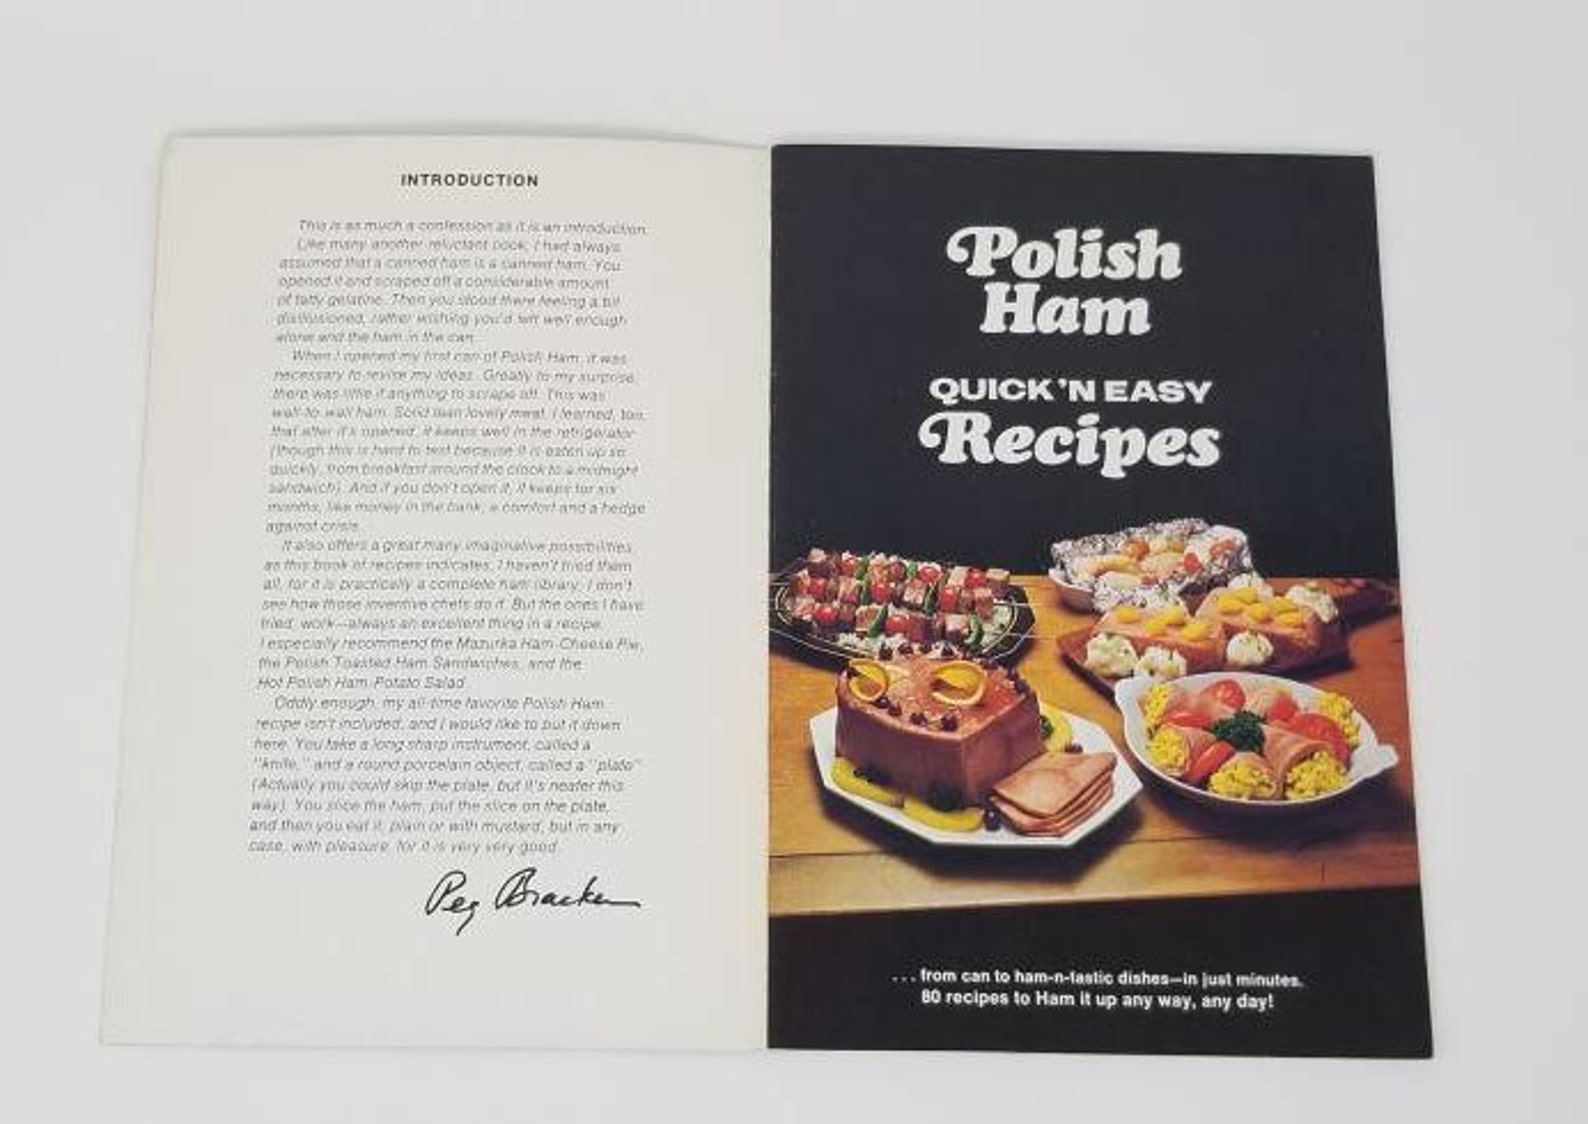 INTRODUCTION
This is as much a confession as it is an introduction.
Like many another reluctant cook, I had always
assumed that a canned ham is a canned ham. You
opened it and scraped off a considerable amount
of fatty gelatine. Then you stood there feeling a bit
disillusioned, rather wishing you'd left well enough
alone and the ham in the can.
When I opened my first can of Polish Ham, it was
necessary to revise my ideas. Greatly to my surprise,
there was little if anything to scrape off. This was
wall-to-wall ham. Solid lean lovely meat. I learned, too,
that after it's opened, it keeps well in the refrigerator
(though this is hard to test because it is eaten up so
quickly, from breakfast around the clock to a midnight
sandwich). And if you don't open it, it keeps for six
months, like money in the bank, a comfort and a hedge
against crisis.
It also offers a great many imaginative possibilities,
as this book of recipes indicates. I haven't tried them
all, for it is practically a complete ham library. I don't
see how those inventive chefs do it. But the ones I have
tried, work—always an excellent thing in a recipe.
I especially recommend the Mazurka Ham-Cheese Pie,
the Polish Toasted Ham Sandwiches, and the
Hot Polish Ham-Potato Salad.
Oddly enough, my all-time favorite Polish Ham
recipe isn't included, and I would like to put it down
here. You take a long sharp instrument, called a
"knife," and a round porcelain object, called a "plate"
(Actually you could skip the plate, but it's neater this
way). You slice the ham, put the slice on the plate,
and then you eat it, plain or with mustard, but in any
case, with pleasure, for it is very very good.
Peg Bracken
Polish
Ham
QUICK 'N EASY
Recipes
...from can to ham-n-tastic dishes—in just minutes.
80 recipes to Ham it up any way, any day!